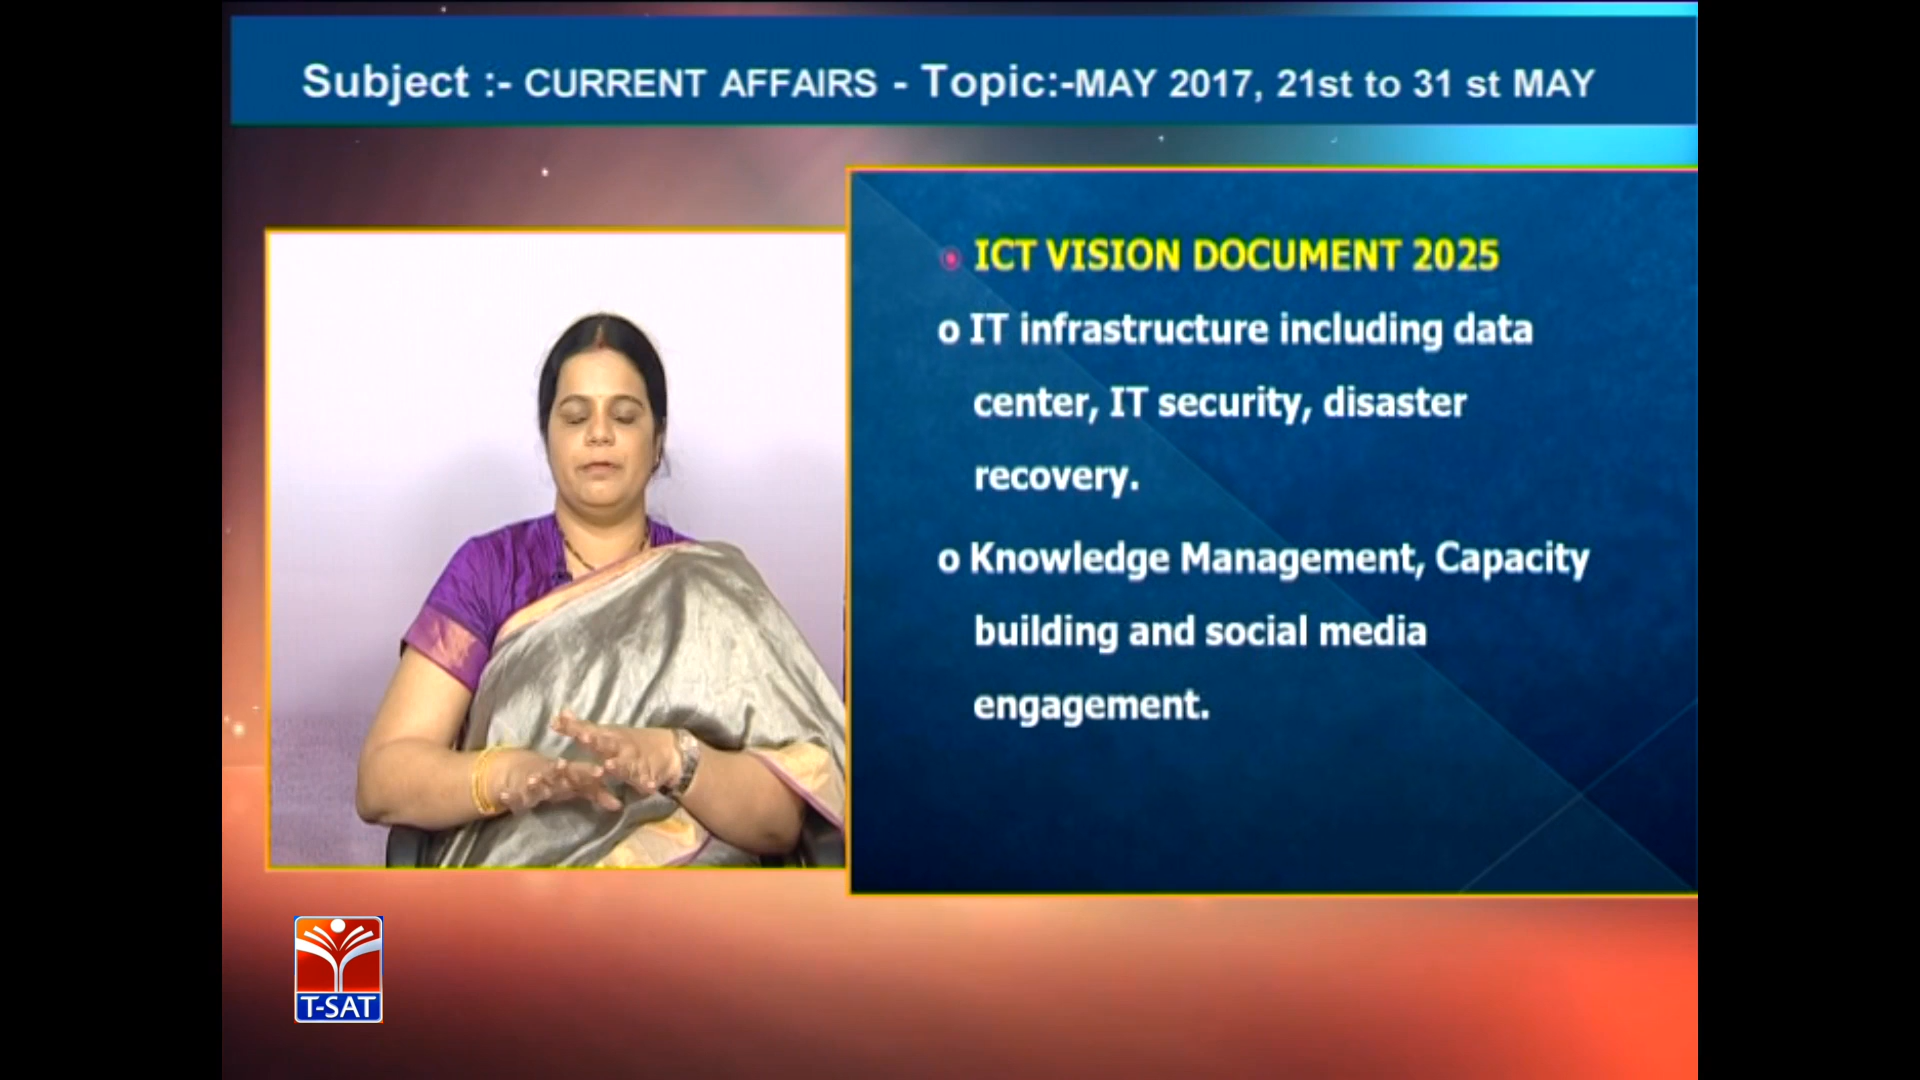 Subject :- CURRENT AFFAIRS - Topic:-MAY 2017, 21st to 31 st MAY
ICT VISION DOCUMENT 2025
o IT infrastructure including data
center, IT security, disaster
recovery.
o Knowledge Management, Capacity
building and social media
engagement.
T-SAT